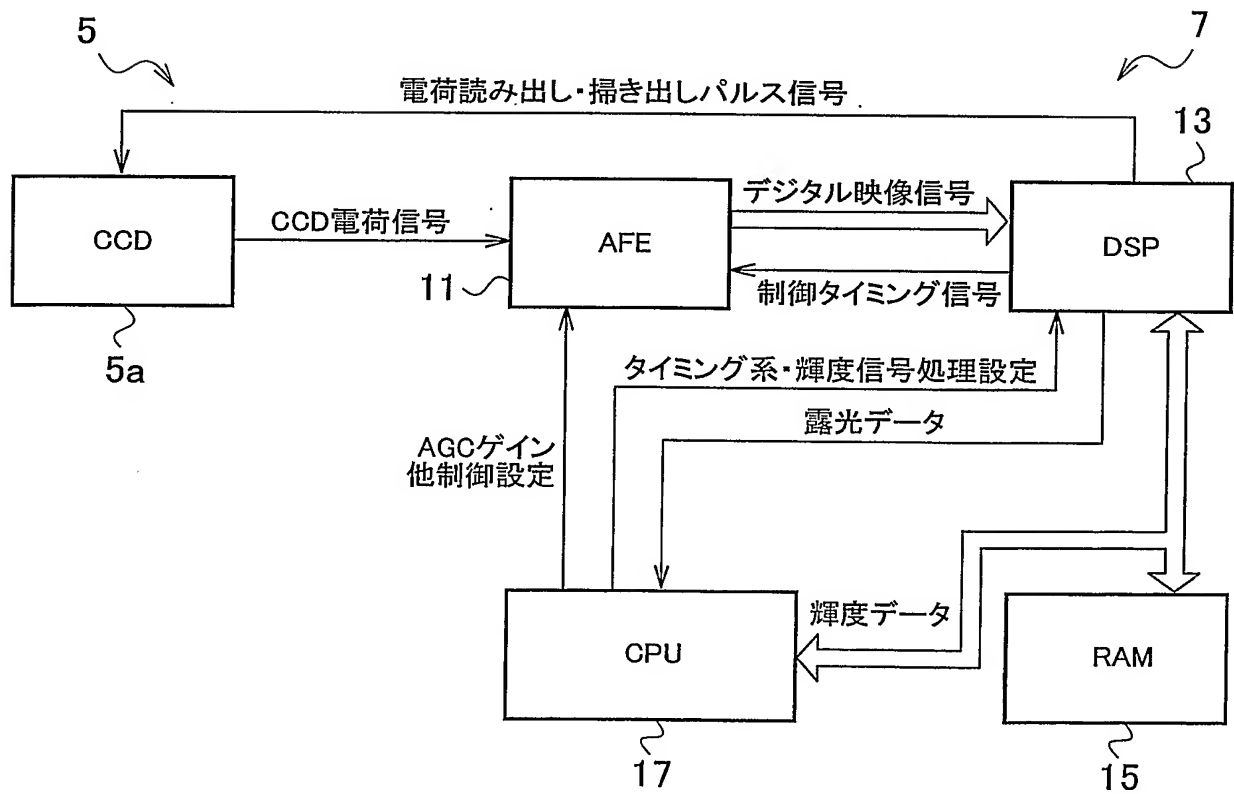 5
7
電荷読み出し・掃き出しパルス信号
13
CCD
CCD電荷信号
AFE
デジタル映像信号
DSP
11
制御タイミング信号
5a
タイミング系・輝度信号処理設定
露光データ
AGCゲイン
他制御設定
輝度データ
CPU
RAM
17
15